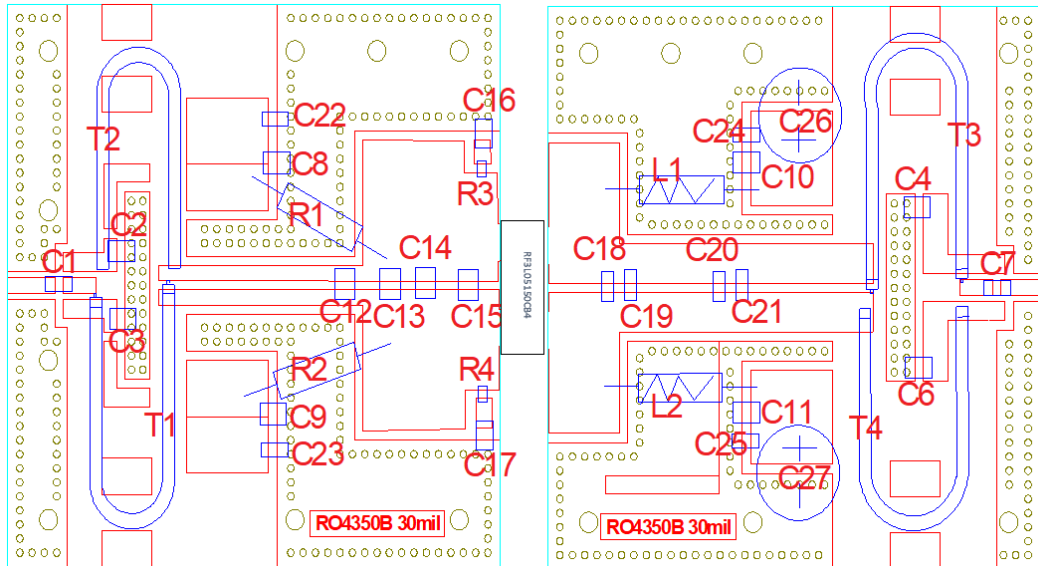 C16
C22
C24
C26
T2
C8
T3
L1
C10
R3
R1
C4
C2
C14
RF3L05150CB4
C18
C20
C1
C7
C12
C13
C15
C19
C21
C3
R2
R4
C6
L2
C11
T1
C9
T4
C25
C23
C17
C27
RO4350B 30mil
RO4350B 30mil